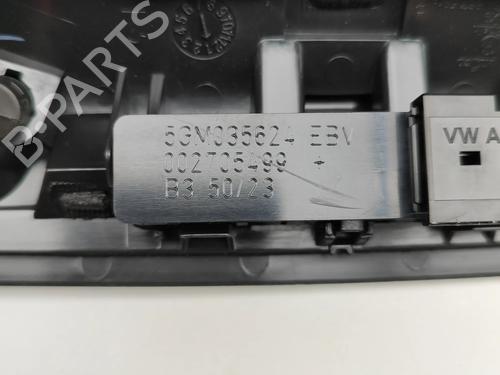 5GM035624 EBV
002705499 +
B3 50/23
VW A
B-PARTS